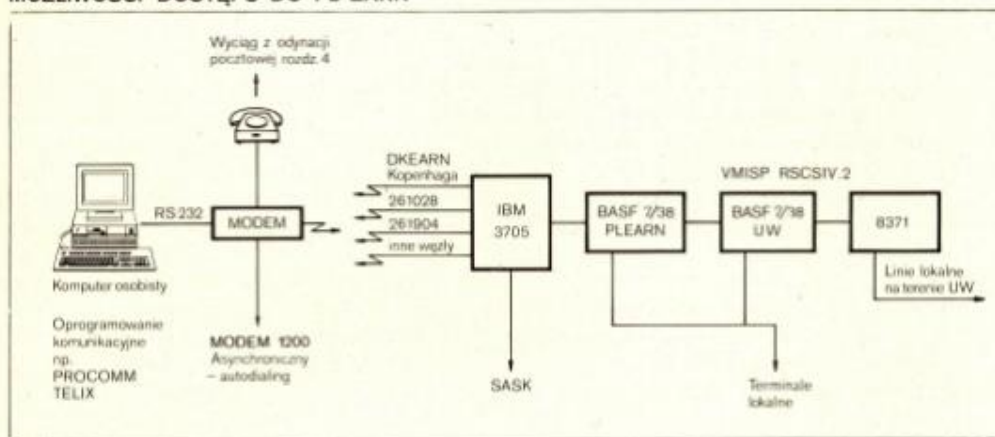 Wyciąg z odynacji
pocztowej rozdz. 4
RS 232
MODEM
Komputer osobisty
Oprogramowanie
komunikacyjne
np.
PROCOMM
TELIX
MODEM 1200
Asynchroniczny
– autodialing
DKEARN
Kopenhaga
261028
261904
inne węzły
IBM
3705
SASK
BASF 7/38
PLEARN
VMISP RSCSIV.2
BASF 7/38
UW
8371
Linie lokalne
na terenie UW
Terminale
lokalne